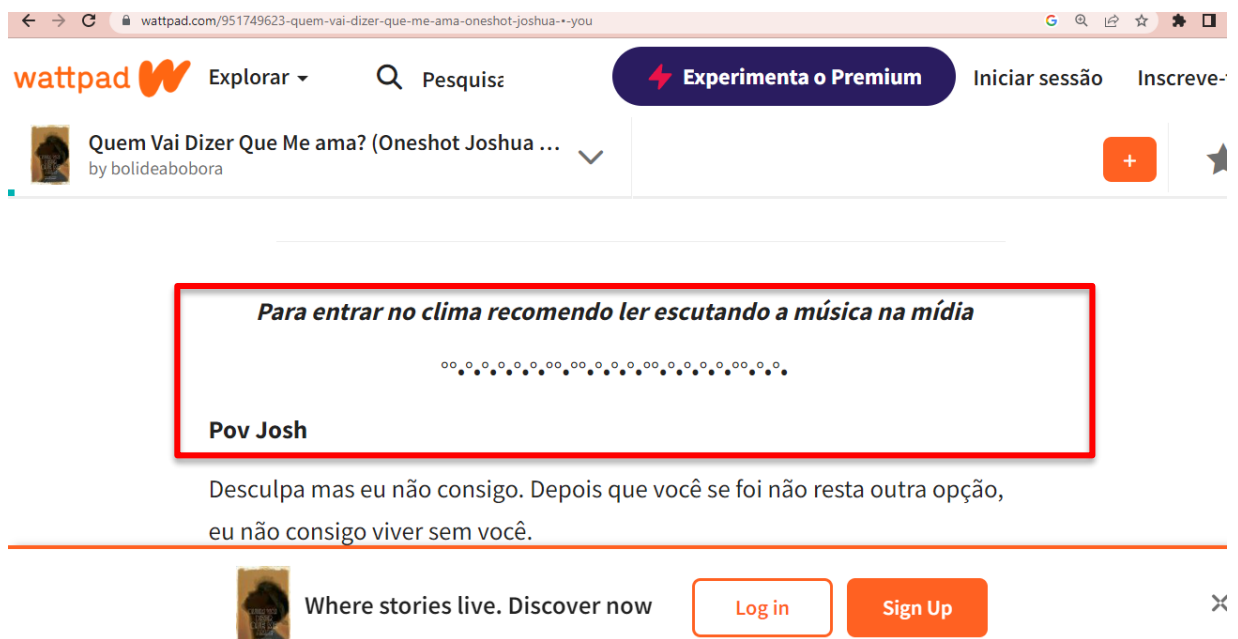 wattpad.com/951749623-quem-vai-dizer-que-me-ama-oneshot-joshua-•-you
wattpad Explorar Pesquisa Experimenta o Premium Iniciar sessão Inscreve-
Quem Vai Dizer Que Me ama? (Oneshot Joshua ...
by bolideabobora
+
Para entrar no clima recomendo ler escutando a música na mídia
°°•°•°•°•°•°•°°•°°•°•°•°•°°•°•°•°•°•°°•°•°•
Pov Josh
Desculpa mas eu não consigo. Depois que você se foi não resta outra opção,
eu não consigo viver sem você.
Where stories live. Discover now Log in Sign Up